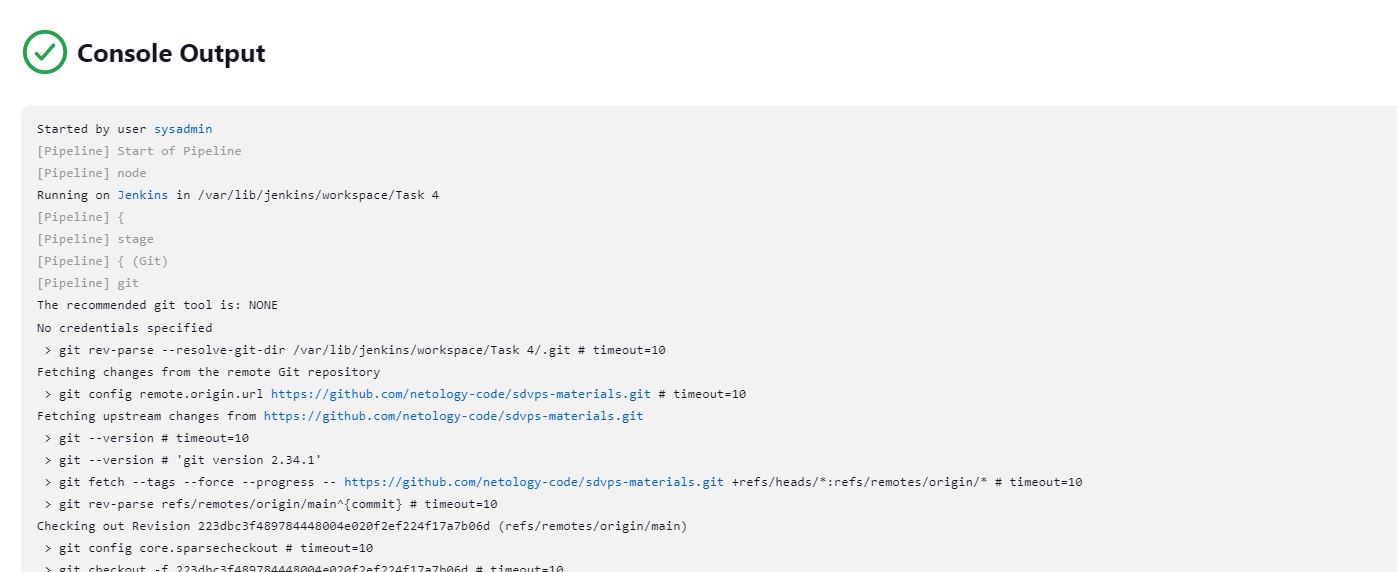 Console Output
Started by user sysadmin
[Pipeline] Start of Pipeline
[Pipeline] node
Running on Jenkins in /var/lib/jenkins/workspace/Task 4
[Pipeline] {
[Pipeline] stage
[Pipeline] { (Git)
[Pipeline] git
The recommended git tool is: NONE
No credentials specified
 > git rev-parse --resolve-git-dir /var/lib/jenkins/workspace/Task 4/.git # timeout=10
Fetching changes from the remote Git repository
 > git config remote.origin.url https://github.com/netology-code/sdvps-materials.git # timeout=10
Fetching upstream changes from https://github.com/netology-code/sdvps-materials.git
 > git --version # timeout=10
 > git --version # 'git version 2.34.1'
 > git fetch --tags --force --progress -- https://github.com/netology-code/sdvps-materials.git +refs/heads/*:refs/remotes/origin/* # timeout=10
 > git rev-parse refs/remotes/origin/main^{commit} # timeout=10
Checking out Revision 223dbc3f489784448004e020f2ef224f17a7b06d (refs/remotes/origin/main)
 > git config core.sparsecheckout # timeout=10
 > git checkout -f 223dbc3f489784448004e020f2ef224f17a7b06d # timeout=10